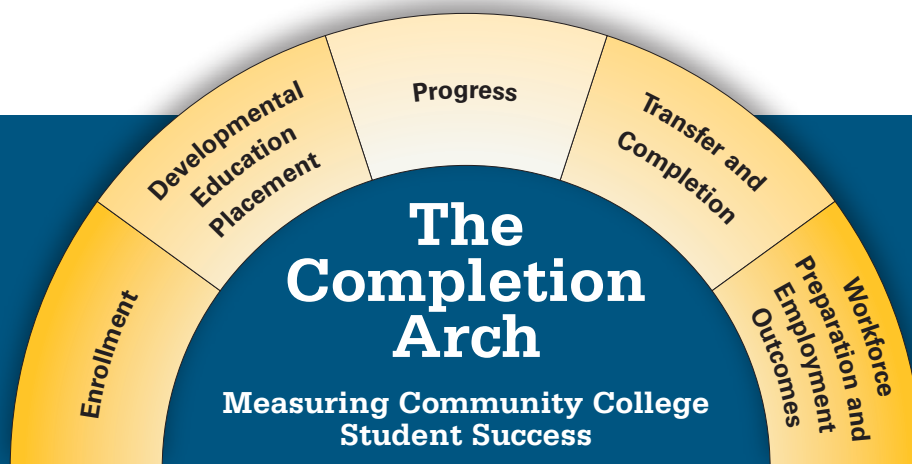 Enrollment
Developmental
Education
Placement
Progress
Transfer and
Completion
Workforce
Preparation and
Employment
Outcomes
The
Completion
Arch
Measuring Community College
Student Success